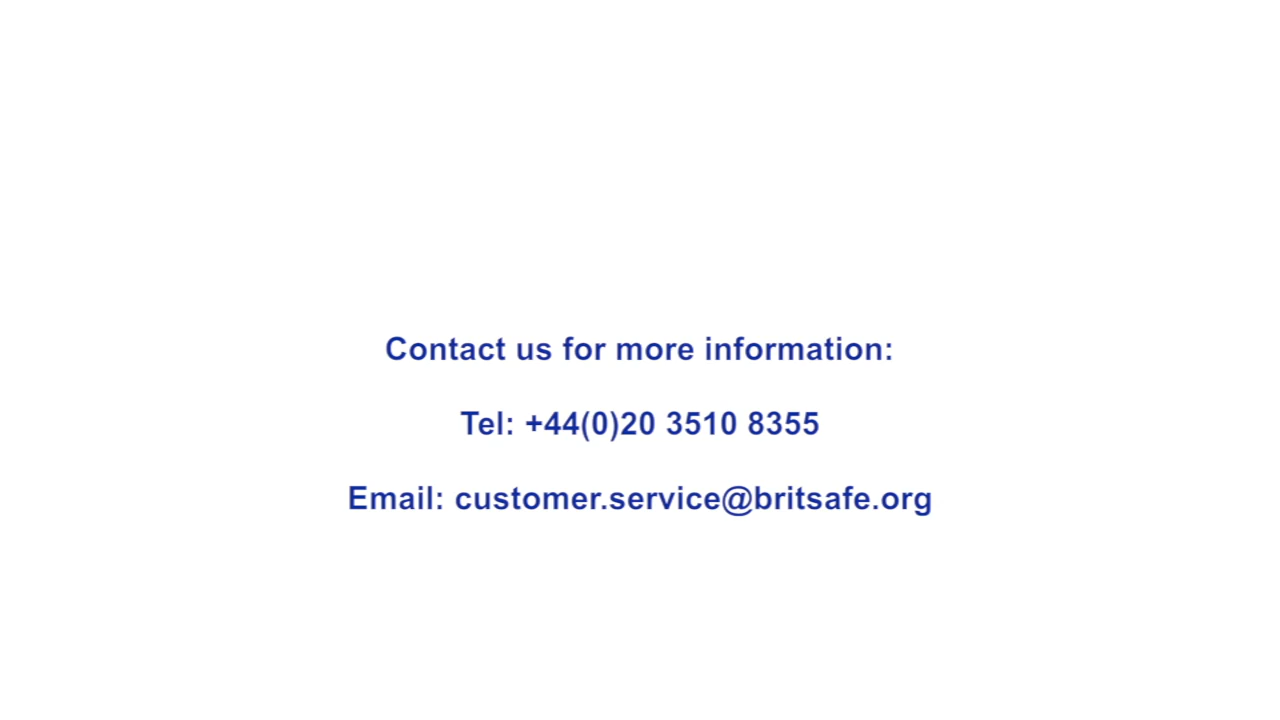 Contact us for more information:
Tel: +44(0)20 3510 8355
Email: customer.service@britsafe.org